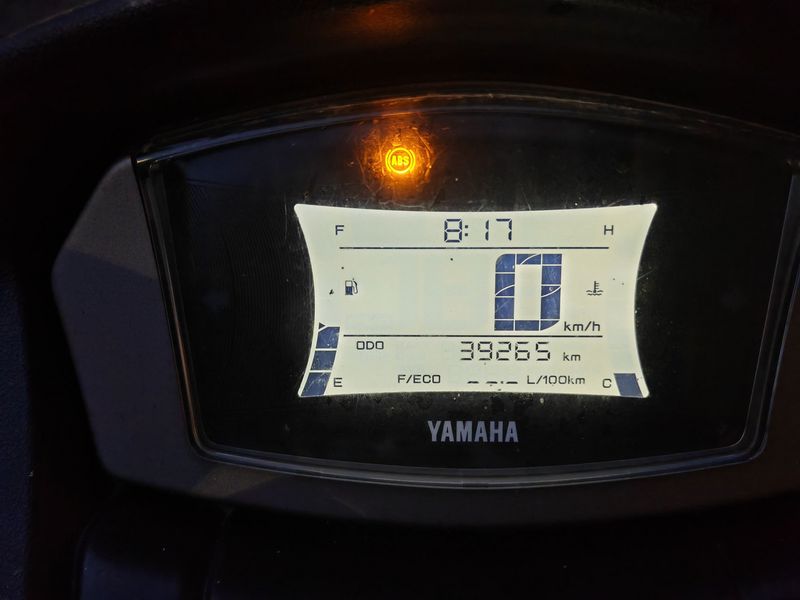 ABS
F 8:17 H
0 km/h
ODO 39265 km
E F/ECO --.- L/100km C
YAMAHA